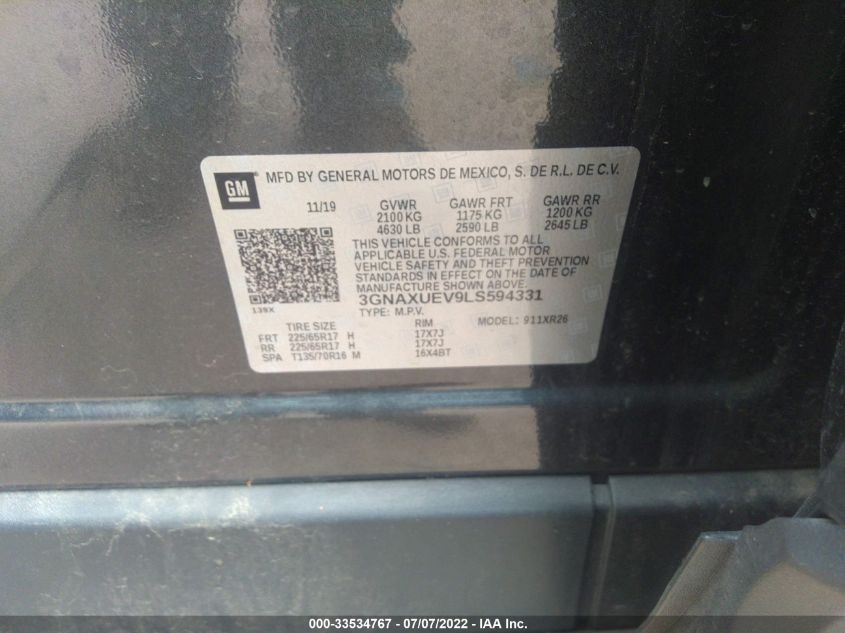 GM
MFD BY GENERAL MOTORS DE MEXICO, S. DE R.L. DE C.V.
11/19 GVWR GAWR FRT GAWR RR
2100 KG 1175 KG 1200 KG
4630 LB 2590 LB 2645 LB
THIS VEHICLE CONFORMS TO ALL
APPLICABLE U.S. FEDERAL MOTOR
VEHICLE SAFETY AND THEFT PREVENTION
STANDARDS IN EFFECT ON THE DATE OF
MANUFACTURE SHOWN ABOVE.
139X
3GNAXUEV9LS594331
TYPE: M.P.V. MODEL: 911XR26
TIRE SIZE RIM
FRT 225/65R17 H 17X7J
RR 225/65R17 H 17X7J
SPA T135/70R16 M 16X4BT
000-33534767 - 07/07/2022 - IAA Inc.